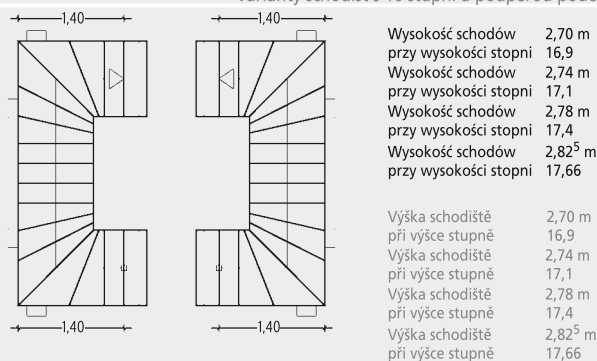 1,40
1,40
1,40
1,40
Wysokość schodów 2,70 m
przy wysokości stopni 16,9
Wysokość schodów 2,74 m
przy wysokości stopni 17,1
Wysokość schodów 2,78 m
przy wysokości stopni 17,4
Wysokość schodów 2,82⁵ m
przy wysokości stopni 17,66
Výška schodiště 2,70 m
při výšce stupně 16,9
Výška schodiště 2,74 m
při výšce stupně 17,1
Výška schodiště 2,78 m
při výšce stupně 17,4
Výška schodiště 2,82⁵ m
při výšce stupně 17,66